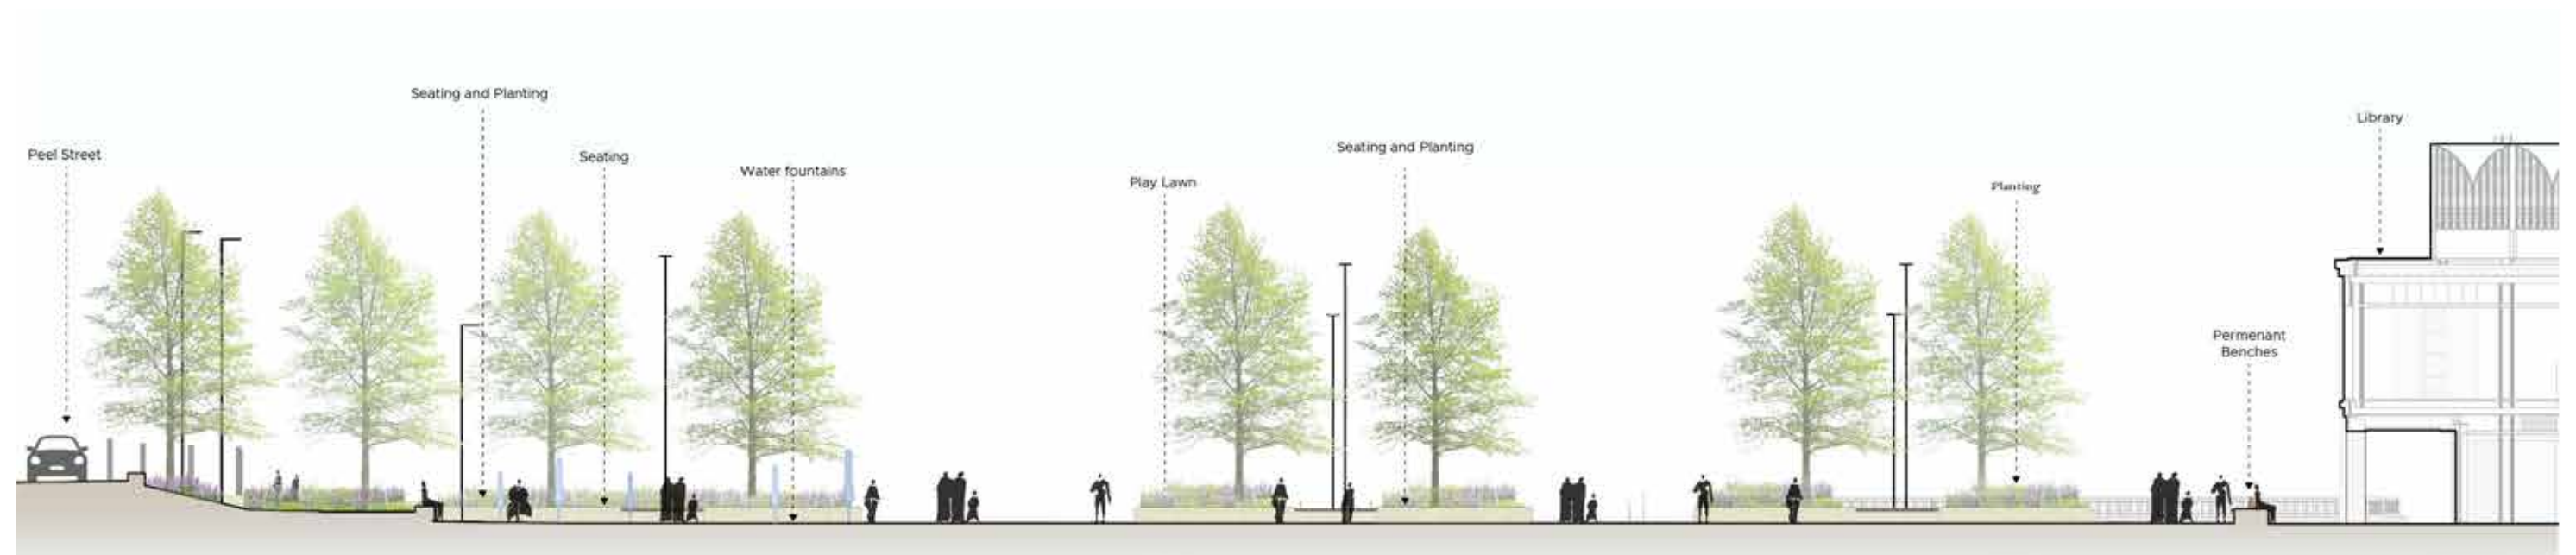 Peel Street
Seating and Planting
Seating
Water fountains
Play Lawn
Seating and Planting
Planting
Permenant
Benches
Library